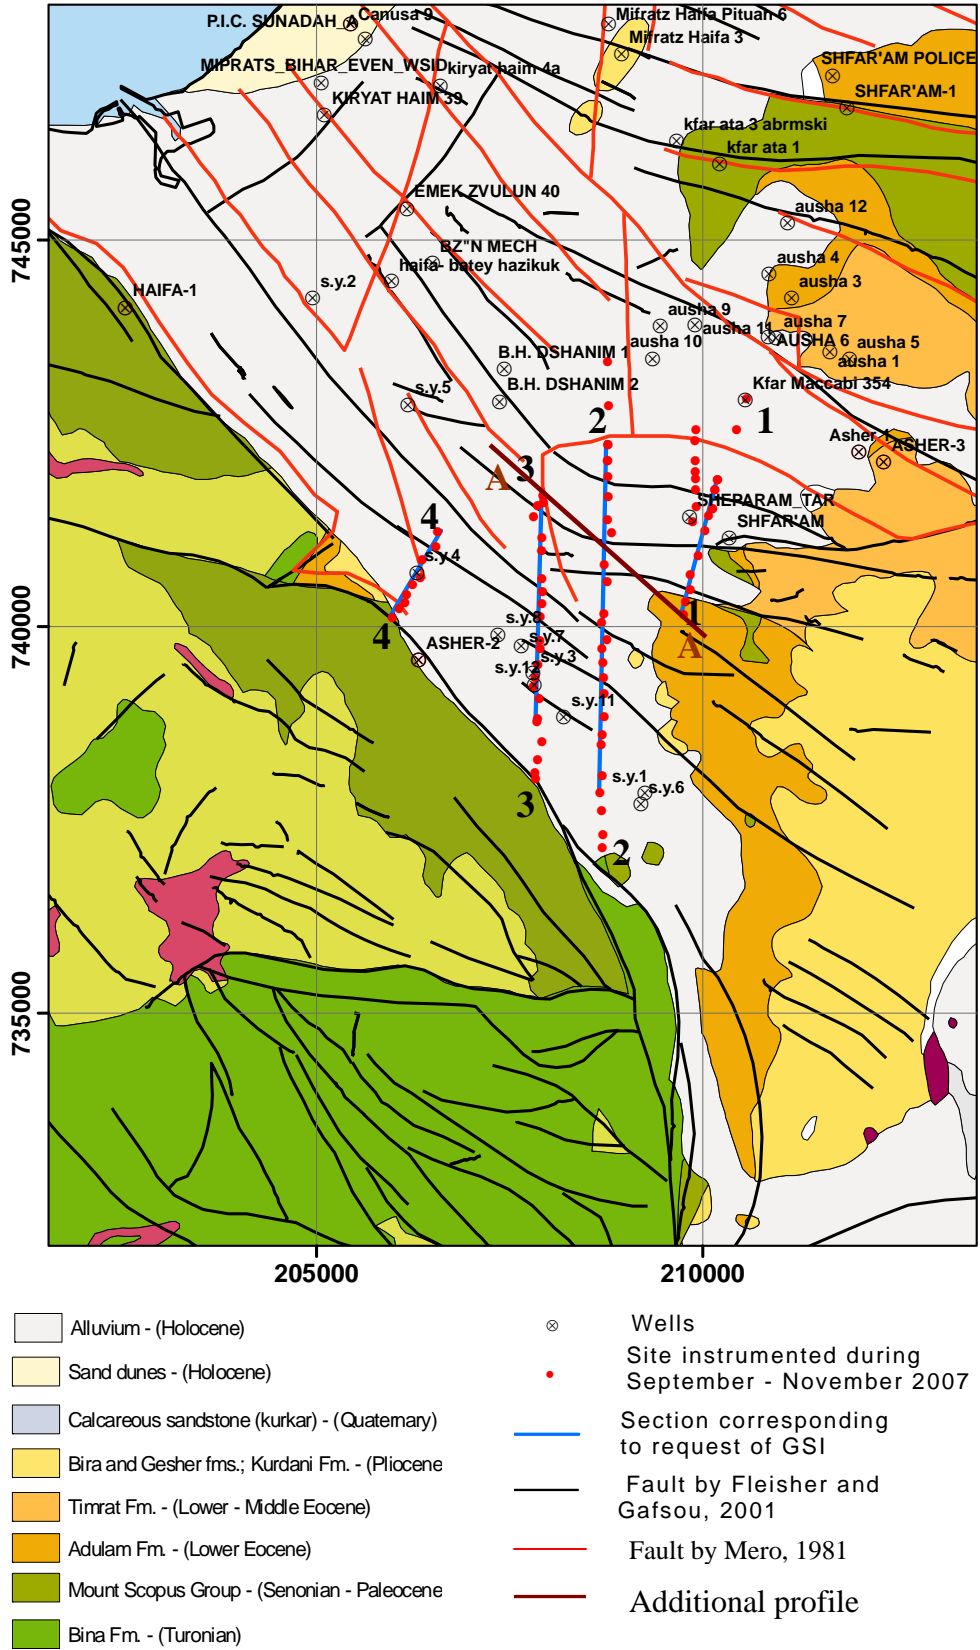 P.I.C. SUNADAH_A
Canusa 9
Mifratz Haifa Pituah 6
Mifratz Haifa 3
MIPRATS_BIHAR_EVEN_WSID
kiryat haim 4a
SHFAR'AM POLICE
KIRYAT HAIM 39
SHFAR'AM-1
kfar ata 3 abrmski
kfar ata 1
EMEK ZVULUN 40
ausha 12
745000
BZ"N MECH
haifa- batey hazikuk
ausha 4
s.y.2
HAIFA-1
ausha 3
ausha 9
ausha 11
ausha 7
ausha 10
AUSHA 6
ausha 5
B.H. DSHANIM 1
ausha 1
s.y.5
B.H. DSHANIM 2
Kfar Maccabi 354
2
1
Asher-1
ASHER-3
3
A
SHEPARAM_TAR
4
SHFAR'AM
s.y.4
1
s.y.8
740000
4
ASHER-2
s.y.7
A
s.y.3
s.y.12
s.y.11
s.y.1
s.y.6
3
2
735000
205000
210000
Alluvium - (Holocene)
Sand dunes - (Holocene)
Calcareous sandstone (kurkar) - (Quaternary)
Bira and Gesher fms.; Kurdani Fm. - (Pliocene
Timrat Fm. - (Lower - Middle Eocene)
Adulam Fm. - (Lower Eocene)
Mount Scopus Group - (Senonian - Paleocene
Bina Fm. - (Turonian)
Wells
Site instrumented during
September - November 2007
Section corresponding
to request of GSI
Fault by Fleisher and
Gafsou, 2001
Fault by Mero, 1981
Additional profile